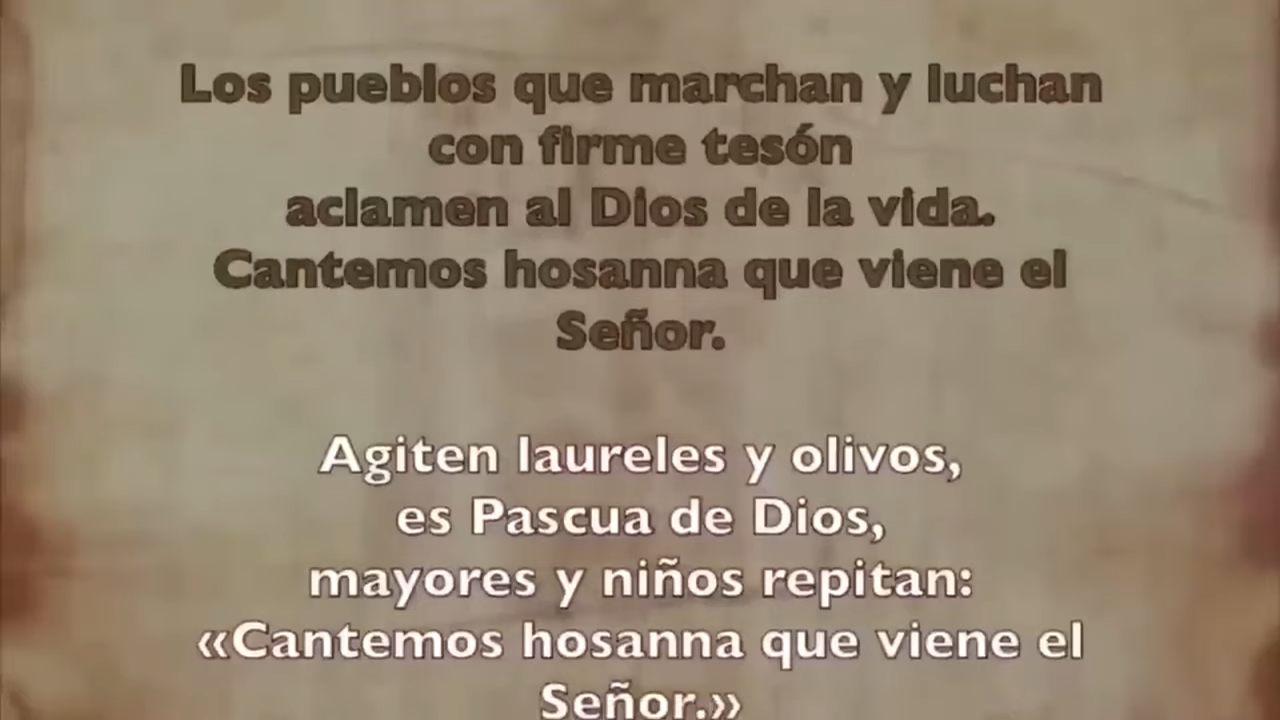 Los pueblos que marchan y luchan
con firme tesón
aclamen al Dios de la vida.
Cantemos hosanna que viene el
Señor.
Agiten laureles y olivos,
es Pascua de Dios,
mayores y niños repitan:
«Cantemos hosanna que viene el
Señor.»